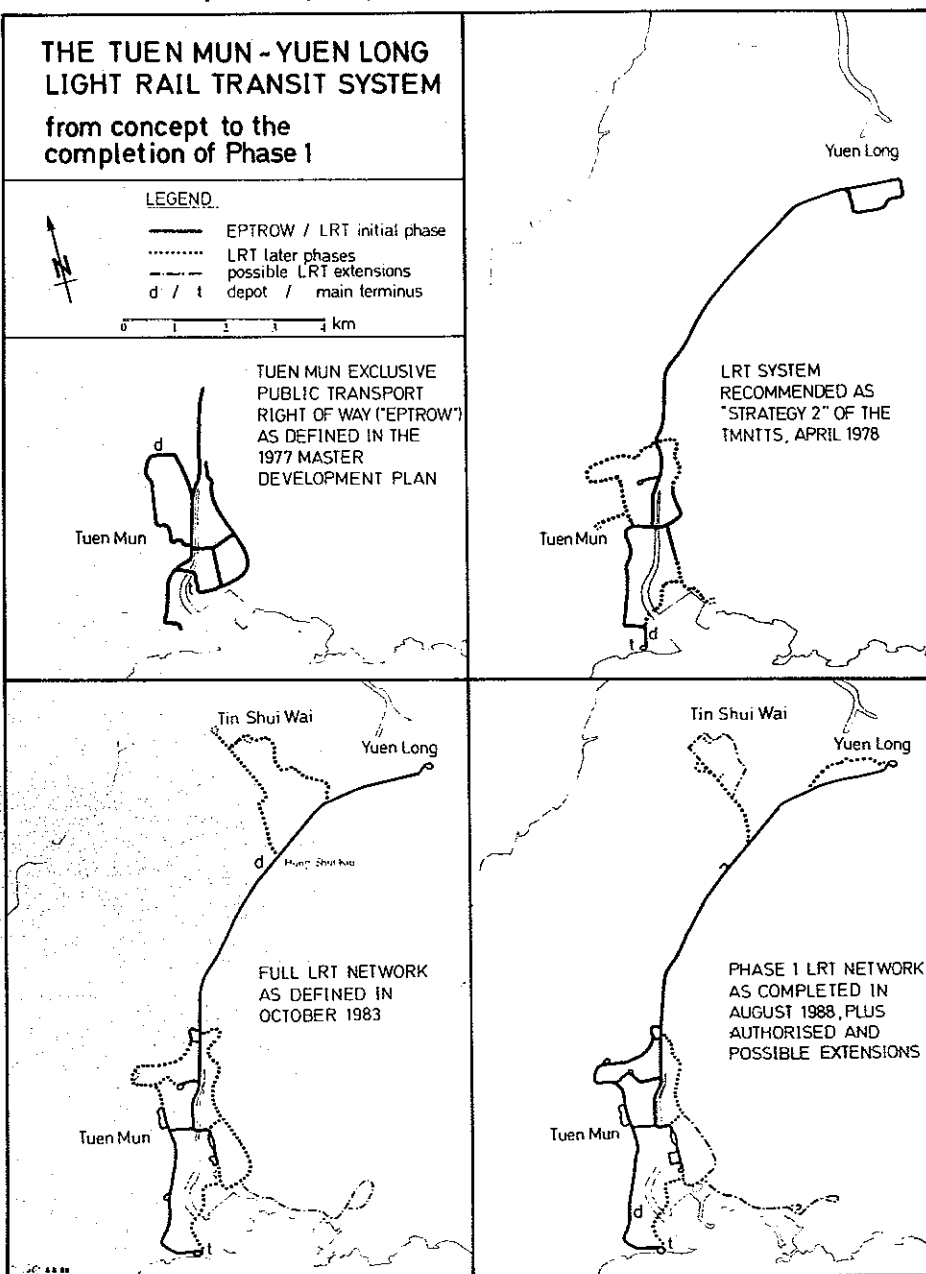 THE TUEN MUN - YUEN LONG
LIGHT RAIL TRANSIT SYSTEM
from concept to the
completion of Phase 1
LEGEND
N
EPTROW / LRT initial phase
LRT later phases
possible LRT extensions
d / t depot / main terminus
0 1 2 3 4 km
TUEN MUN EXCLUSIVE
PUBLIC TRANSPORT
RIGHT OF WAY ("EPTROW")
AS DEFINED IN THE
1977 MASTER
DEVELOPMENT PLAN
d
Tuen Mun
Yuen Long
LRT SYSTEM
RECOMMENDED AS
"STRATEGY 2" OF THE
TMNTTS, APRIL 1978
Tuen Mun
t d
Tin Shui Wai
Yuen Long
d Hung Shui Kiu
FULL LRT NETWORK
AS DEFINED IN
OCTOBER 1983
Tuen Mun
t
Tin Shui Wai
Yuen Long
PHASE 1 LRT NETWORK
AS COMPLETED IN
AUGUST 1988, PLUS
AUTHORISED AND
POSSIBLE EXTENSIONS
Tuen Mun
d
t